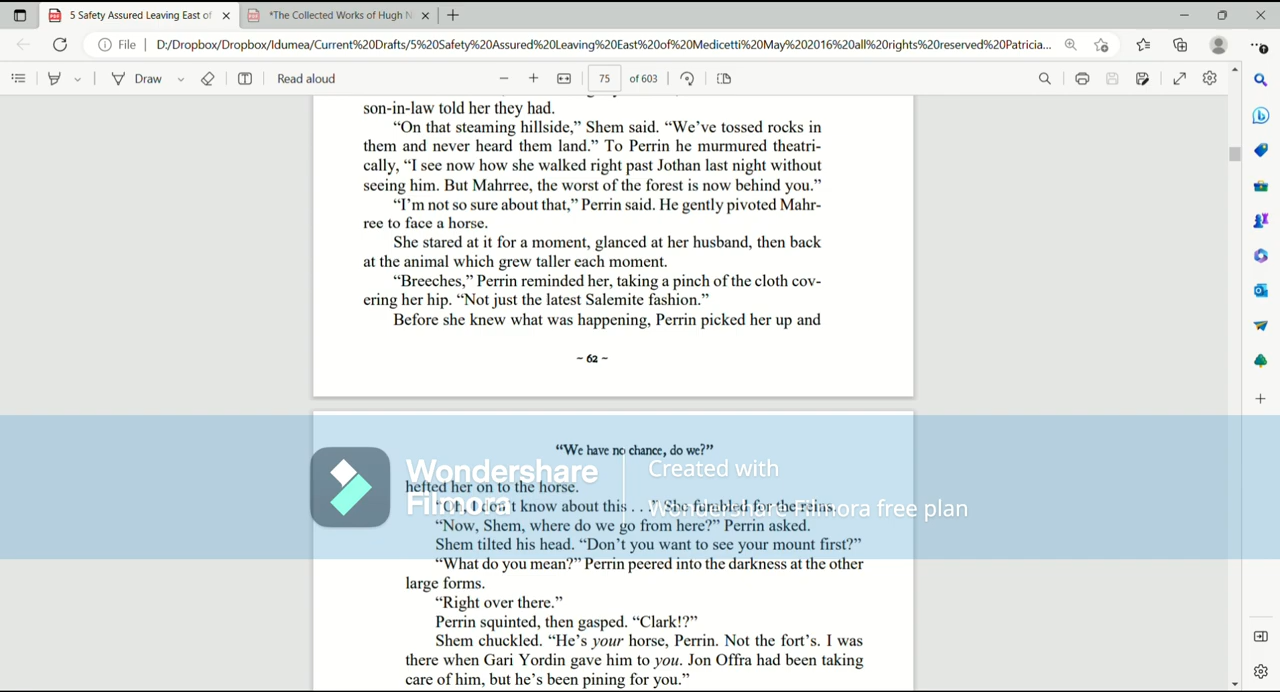 5 Safety Assured Leaving East of
*The Collected Works of Hugh N
File
D:/Dropbox/Dropbox/Idumea/Current%20Drafts/5%20Safety%20Assured%20Leaving%20East%20of%20Medicetti%20May%202016%20all%20rights%20reserved%20Patricia...
Draw
Read aloud
75 of 603
son-in-law told her they had.
“On that steaming hillside,” Shem said. “We’ve tossed rocks in
them and never heard them land.” To Perrin he murmured theatri-
cally, “I see now how she walked right past Jothan last night without
seeing him. But Mahrree, the worst of the forest is now behind you.”
“I’m not so sure about that,” Perrin said. He gently pivoted Mahr-
ree to face a horse.
She stared at it for a moment, glanced at her husband, then back
at the animal which grew taller each moment.
“Breeches,” Perrin reminded her, taking a pinch of the cloth cov-
ering her hip. “Not just the latest Salemite fashion.”
Before she knew what was happening, Perrin picked her up and
~ 62 ~
“We have no chance, do we?”
Wondershare
Filmora
Created with
Wondershare Filmora free plan
hefted her on to the horse.
“Oh, I don’t know about this . . .” She fumbled for the reins.
“Now, Shem, where do we go from here?” Perrin asked.
Shem tilted his head. “Don’t you want to see your mount first?”
“What do you mean?” Perrin peered into the darkness at the other
large forms.
“Right over there.”
Perrin squinted, then gasped. “Clark!?”
Shem chuckled. “He’s your horse, Perrin. Not the fort’s. I was
there when Gari Yordin gave him to you. Jon Offra had been taking
care of him, but he’s been pining for you.”